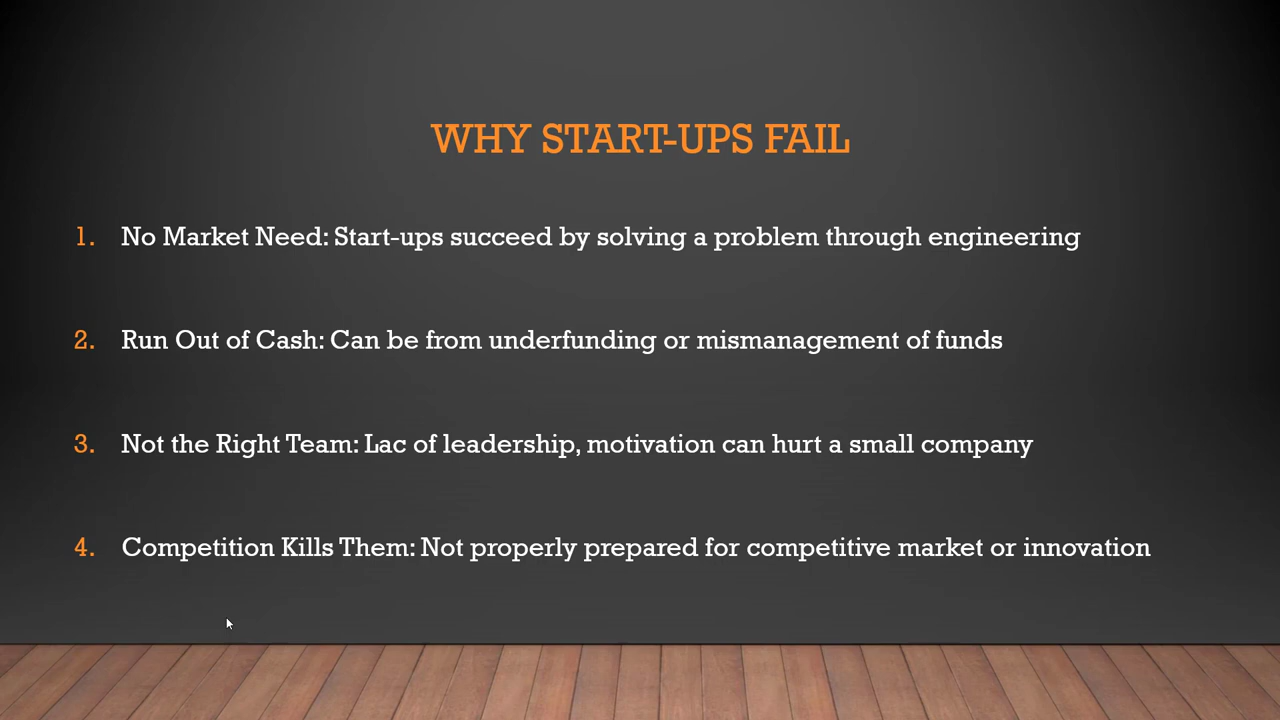 WHY START-UPS FAIL
1. No Market Need: Start-ups succeed by solving a problem through engineering
2. Run Out of Cash: Can be from underfunding or mismanagement of funds
3. Not the Right Team: Lac of leadership, motivation can hurt a small company
4. Competition Kills Them: Not properly prepared for competitive market or innovation